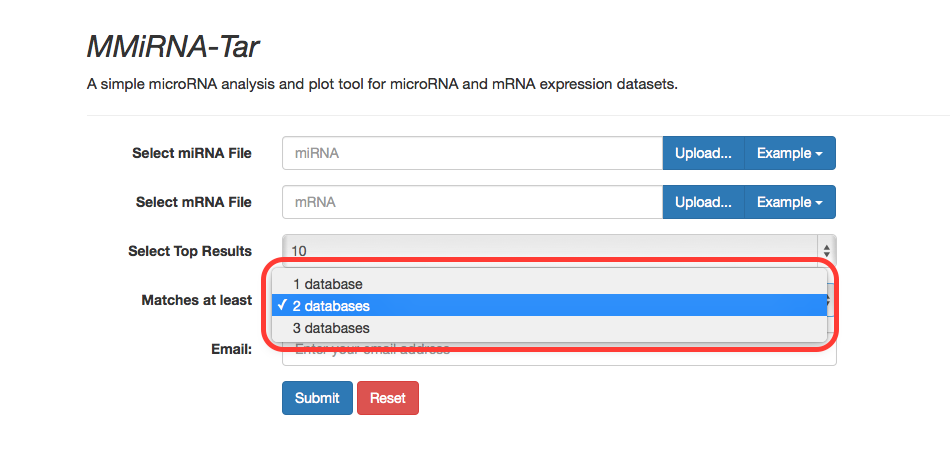 MMiRNA-Tar
A simple microRNA analysis and plot tool for microRNA and mRNA expression datasets.
Select miRNA File miRNA Upload... Example
Select mRNA File mRNA Upload... Example
Select Top Results 10
1 database
Matches at least ✓ 2 databases
3 databases
Email: Enter your email address
Submit Reset